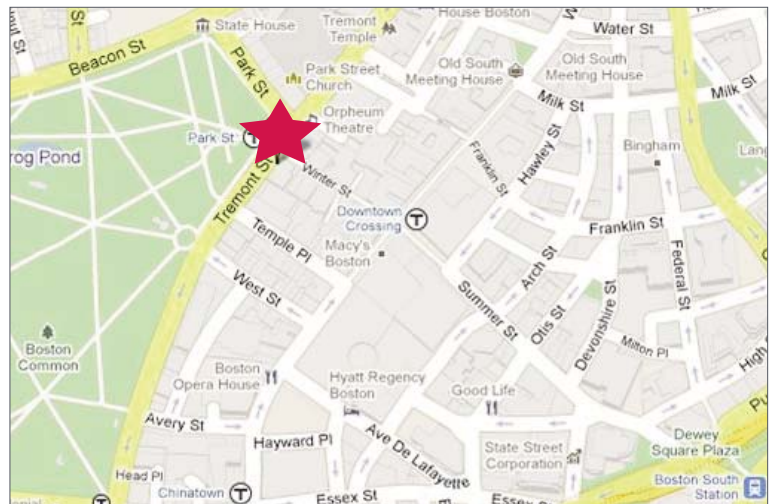 State House
Tremont
Temple
House Boston
Water St
Beacon St
Park St
Park Street
Church
Old South
Meeting House
Old South
Meeting House
Milk St
Milk St
Orpheum
Theatre
Park St
rog Pond
Winter St
Tremont St
Franklin St
Hawley St
Bingham
Downtown
Crossing
T
Temple Pl
Macy's
Boston
Franklin St
Federal St
Arch St
West St
Summer St
Otis St
Devonshire St
Milton Pl
High
Boston
Common
Boston
Opera House
Hyatt Regency
Boston
Good Life
Avery St
Hayward Pl
Ave De Lafayette
State Street
Corporation
Dewey
Square Plaza
Head Pl
Chinatown
T
Essex St
Essex
Boston South
Station